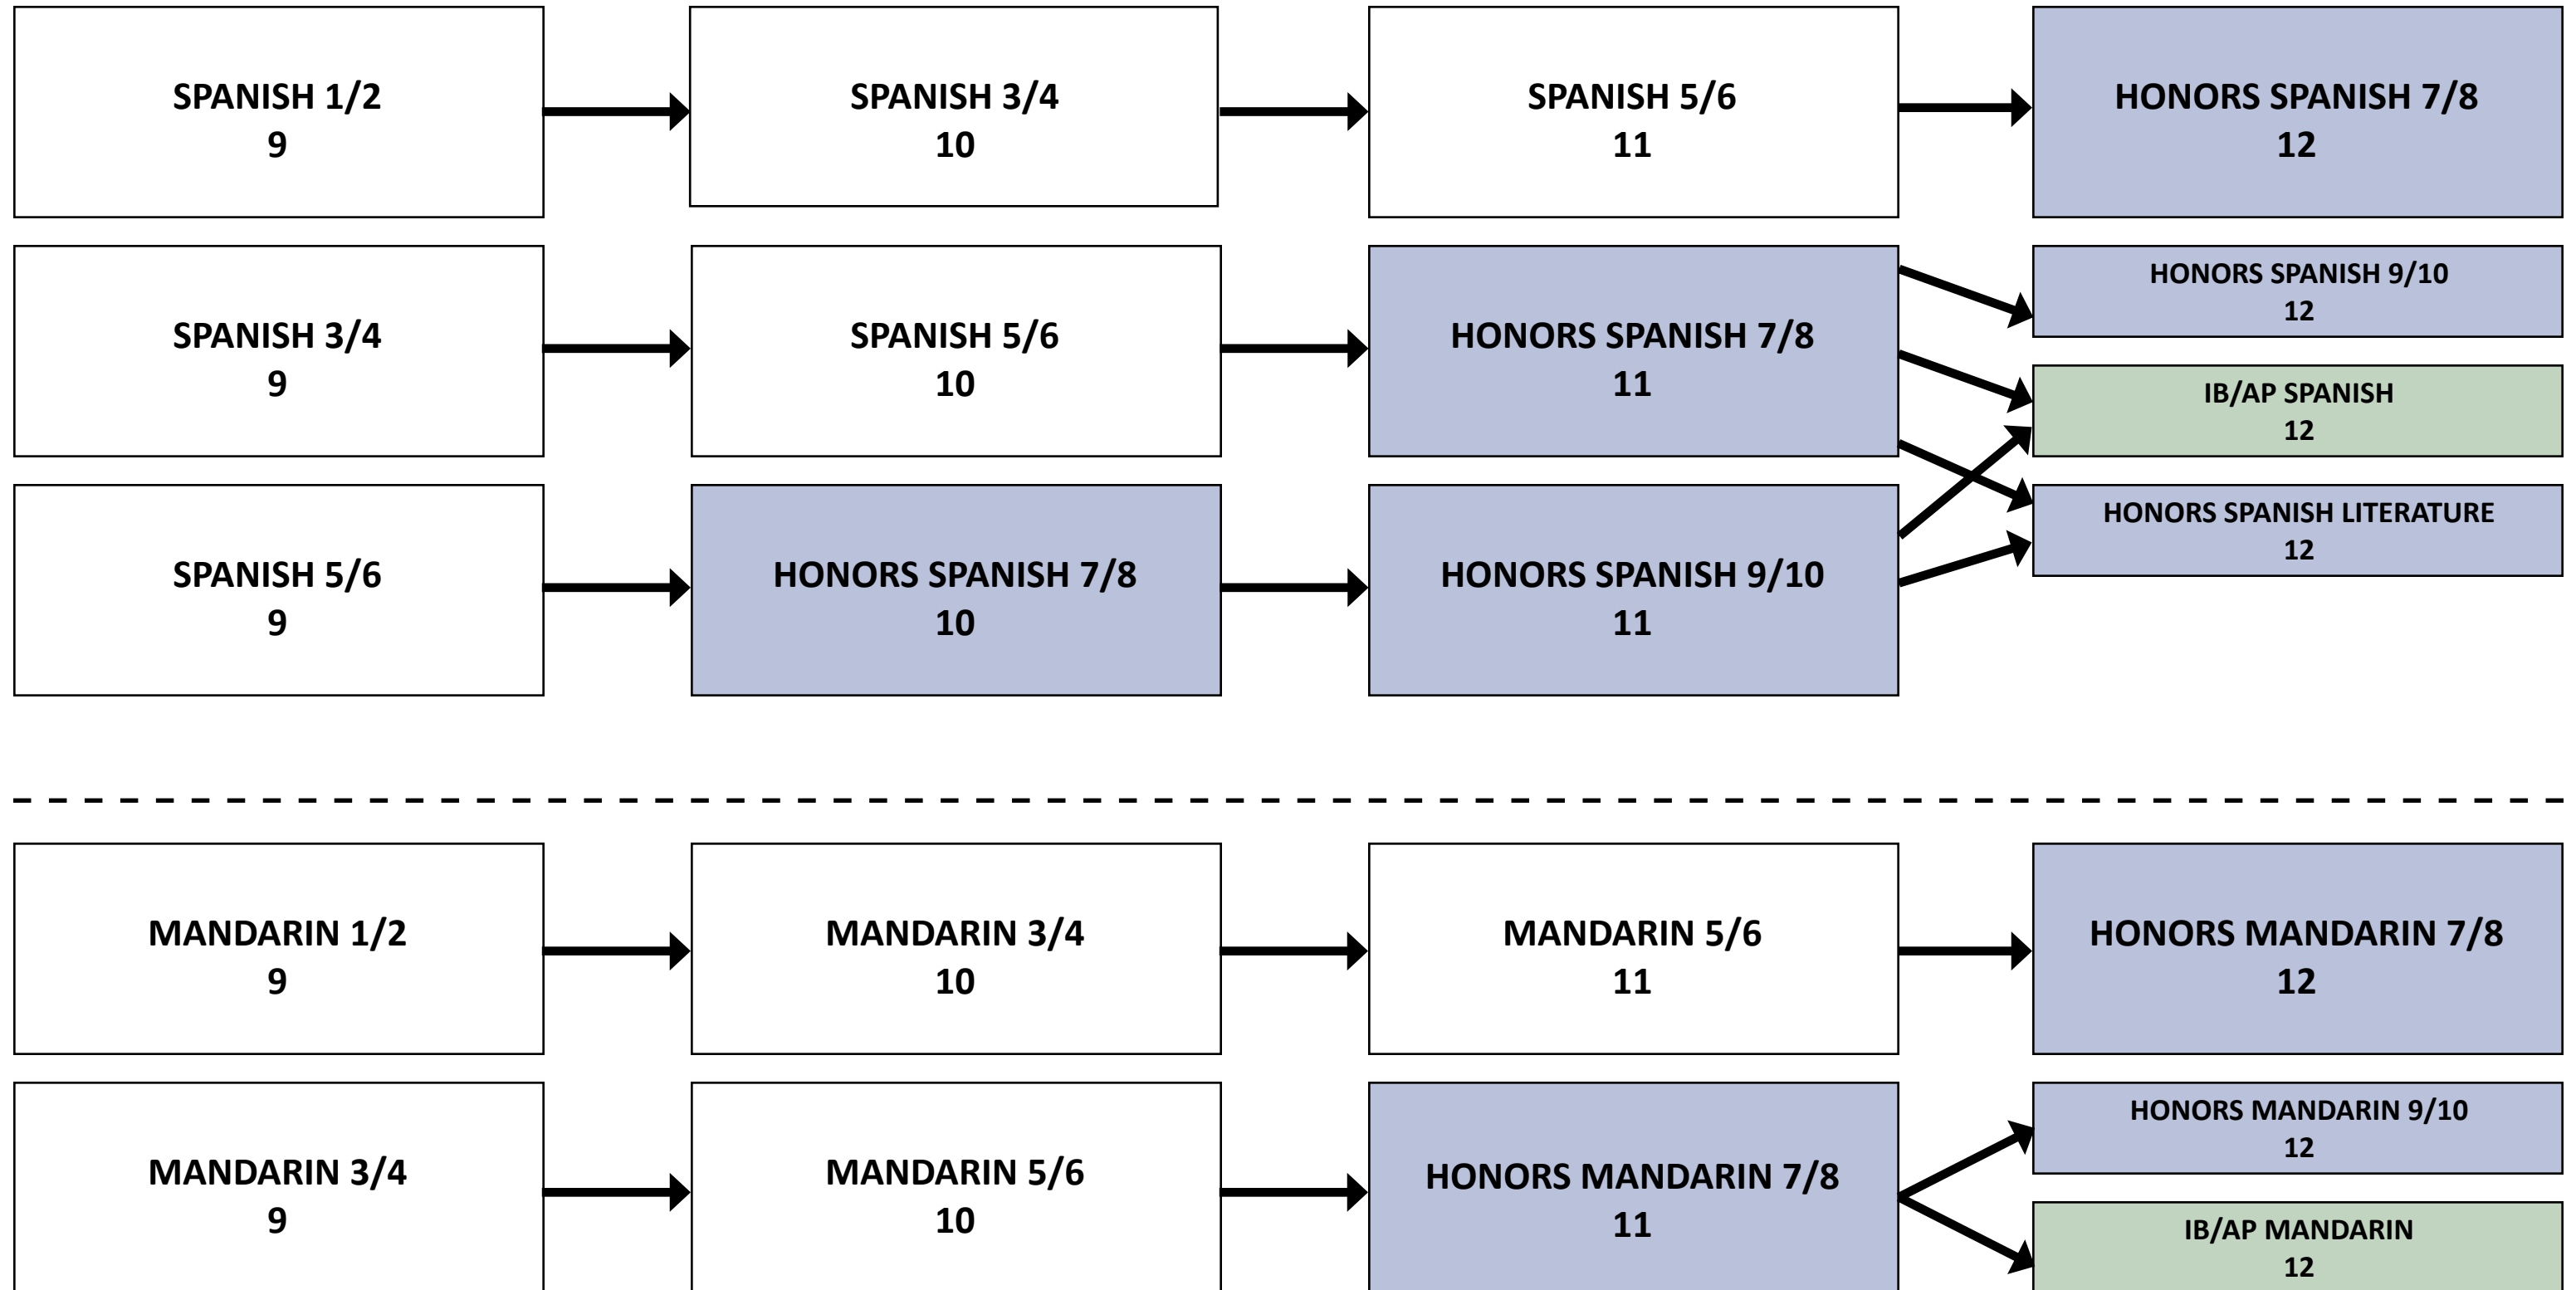 SPANISH 1/2
9
SPANISH 3/4
10
SPANISH 5/6
11
HONORS SPANISH 7/8
12
SPANISH 3/4
9
SPANISH 5/6
10
HONORS SPANISH 7/8
11
HONORS SPANISH 9/10
12
IB/AP SPANISH
12
HONORS SPANISH LITERATURE
12
SPANISH 5/6
9
HONORS SPANISH 7/8
10
HONORS SPANISH 9/10
11
MANDARIN 1/2
9
MANDARIN 3/4
10
MANDARIN 5/6
11
HONORS MANDARIN 7/8
12
MANDARIN 3/4
9
MANDARIN 5/6
10
HONORS MANDARIN 7/8
11
HONORS MANDARIN 9/10
12
IB/AP MANDARIN
12